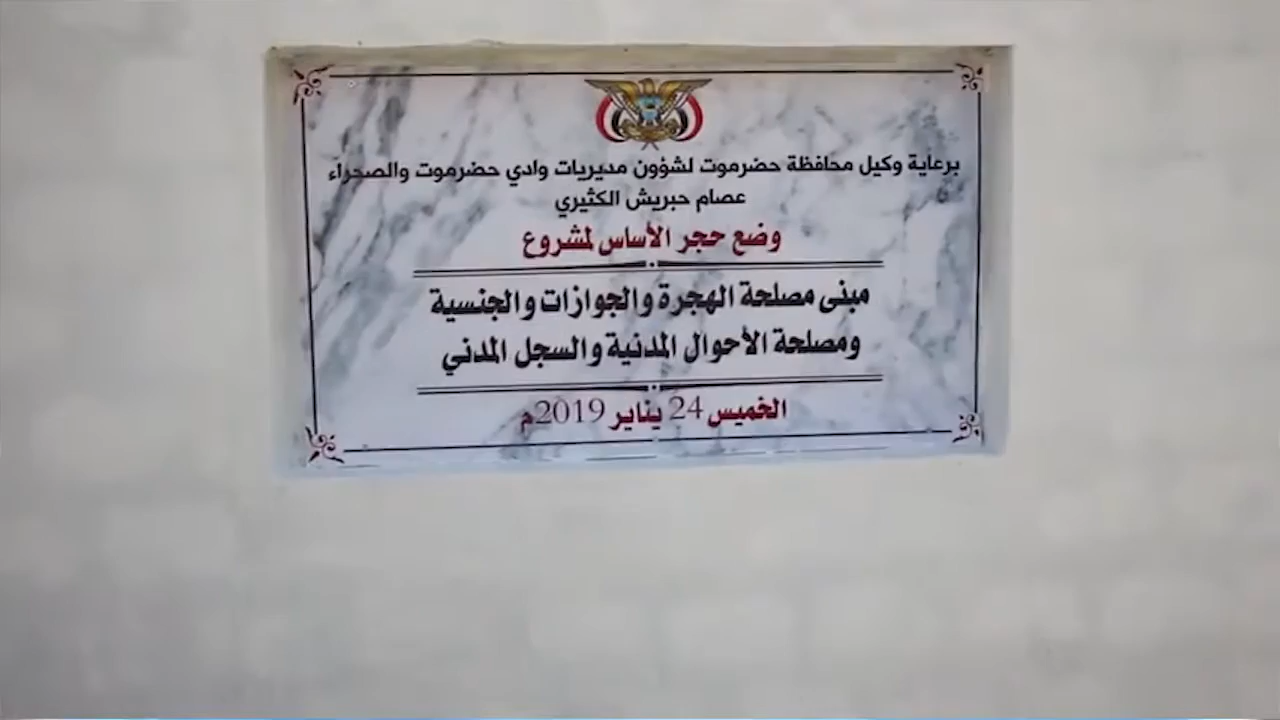 برعاية وكيل محافظة حضرموت لشؤون مديريات وادي حضرموت والصحراء
عصام حبريش الكثيري
وضع حجر الأساس لمشروع
مبنى مصلحة الهجرة والجوازات والجنسية
ومصلحة الأحوال المدنية والسجل المدني
الخميس 24 يناير 2019م